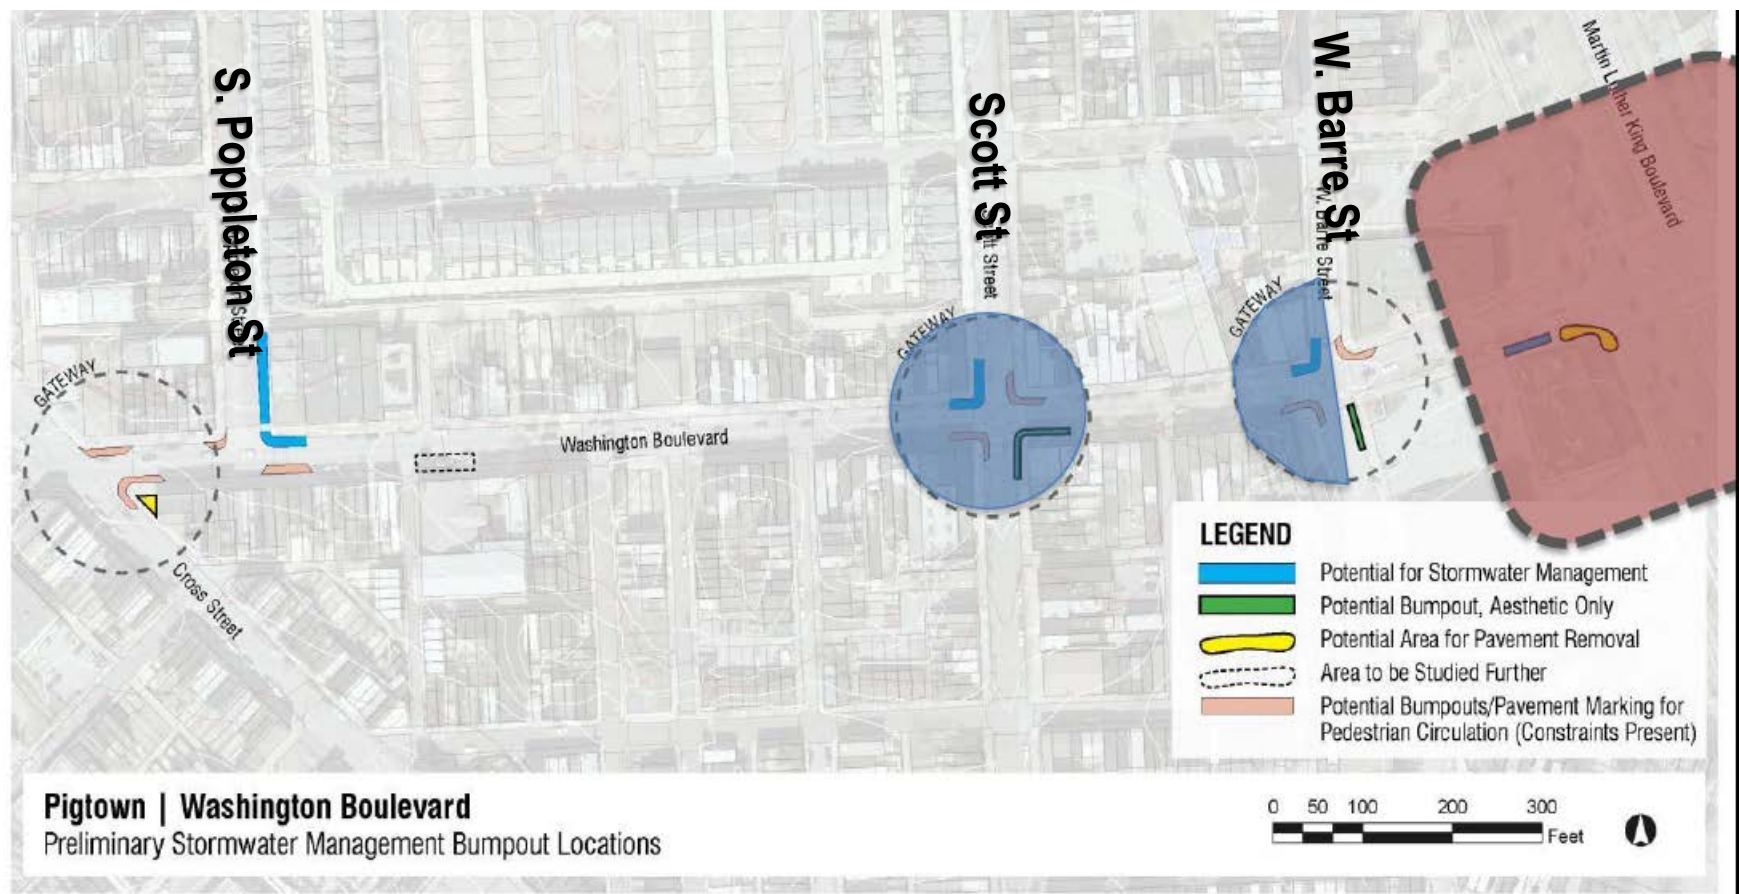 S. Poppleton St
Scott St
W. Barre St
Martin Luther King Boulevard
Street
W. Barre Street
GATEWAY
GATEWAY
GATEWAY
Washington Boulevard
Cross Street
LEGEND
Potential for Stormwater Management
Potential Bumpout, Aesthetic Only
Potential Area for Pavement Removal
Area to be Studied Further
Potential Bumpouts/Pavement Marking for
Pedestrian Circulation (Constraints Present)
Pigtown | Washington Boulevard
Preliminary Stormwater Management Bumpout Locations
0 50 100 200 300
Feet